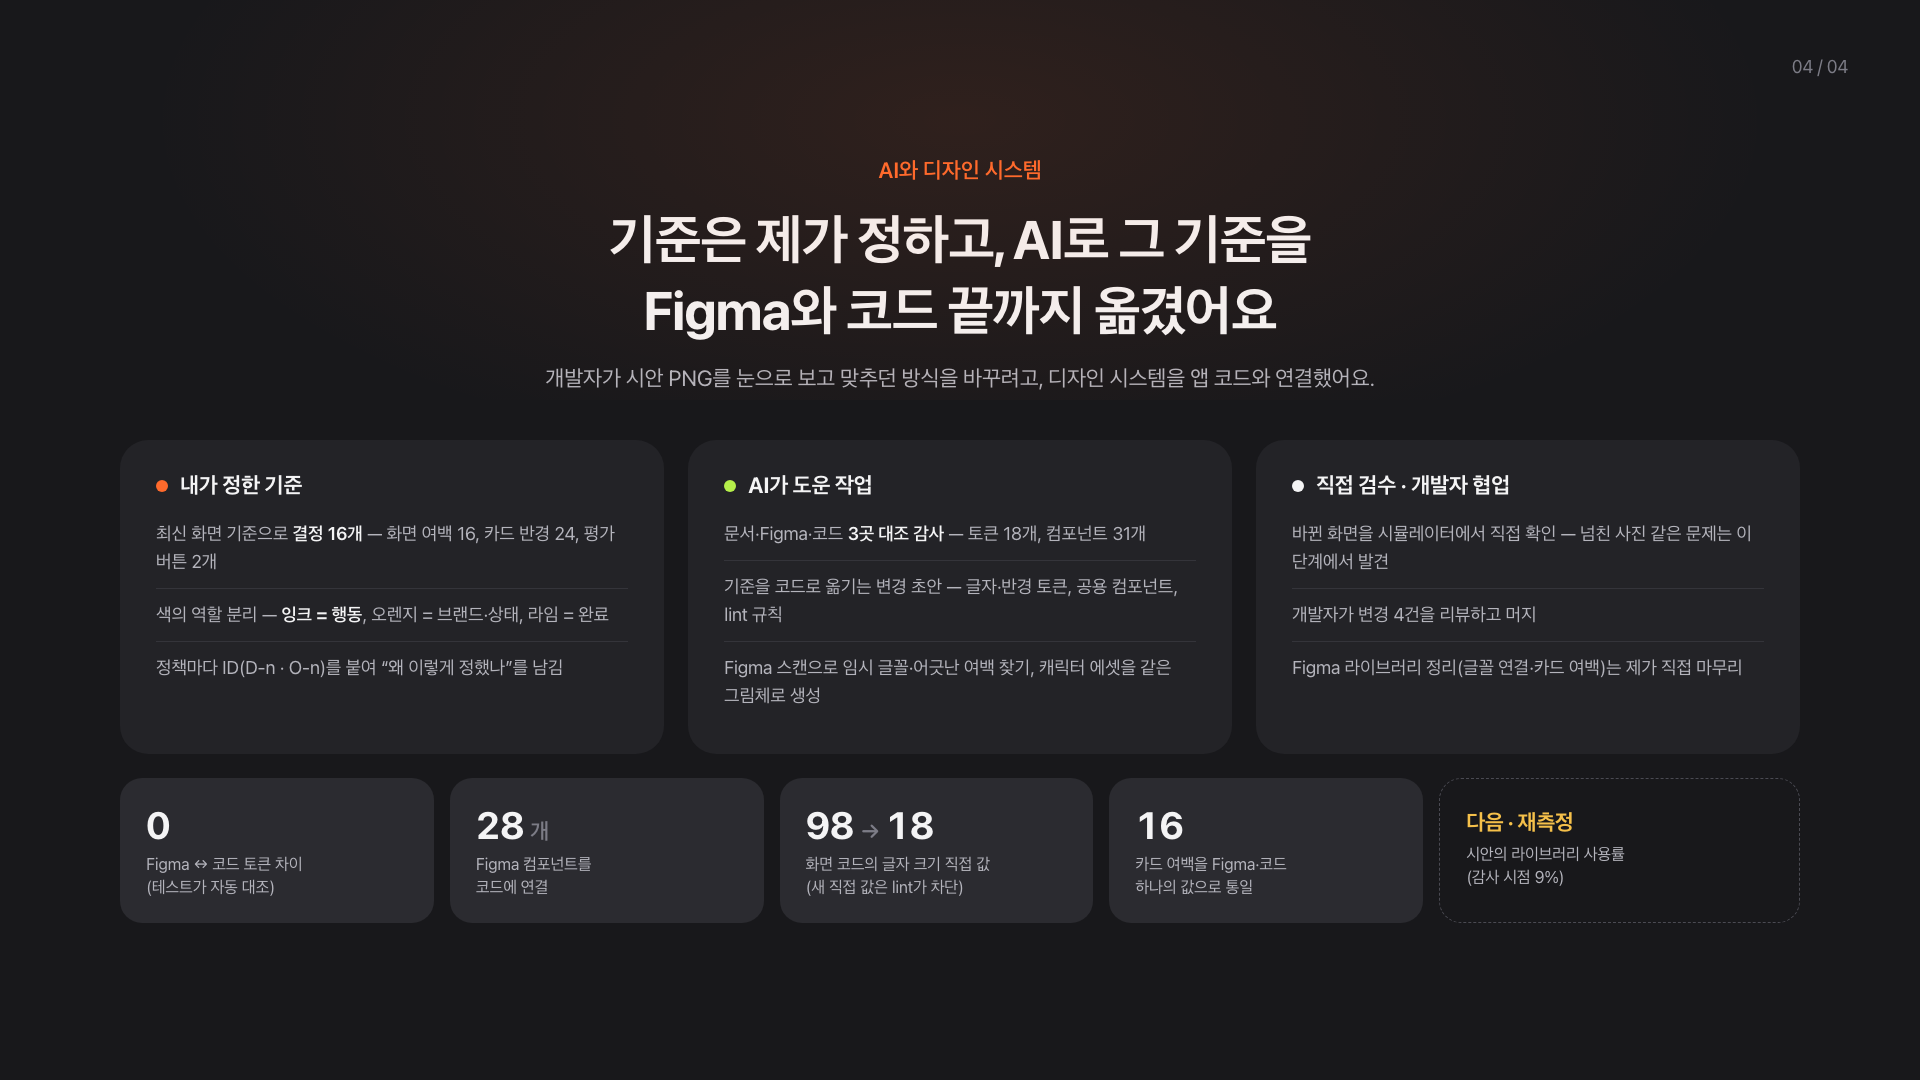 04 / 04
AI와 디자인 시스템
기준은 제가 정하고, AI로 그 기준을
Figma와 코드 끝까지 옮겼어요
개발자가 시안 PNG를 눈으로 보고 맞추던 방식을 바꾸려고, 디자인 시스템을 앱 코드와 연결했어요.
내가 정한 기준
최신 화면 기준으로 결정 16개 — 화면 여백 16, 카드 반경 24, 평가
버튼 2개
색의 역할 분리 — 잉크 = 행동, 오렌지 = 브랜드·상태, 라임 = 완료
정책마다 ID(D-n · O-n)를 붙여 “왜 이렇게 정했나”를 남김
AI가 도운 작업
문서·Figma·코드 3곳 대조 감사 — 토큰 18개, 컴포넌트 31개
기준을 코드로 옮기는 변경 초안 — 글자·반경 토큰, 공용 컴포넌트,
lint 규칙
Figma 스캔으로 임시 글꼴·어긋난 여백 찾기, 캐릭터 에셋을 같은
그림체로 생성
직접 검수 · 개발자 협업
바뀐 화면을 시뮬레이터에서 직접 확인 — 넘친 사진 같은 문제는 이
단계에서 발견
개발자가 변경 4건을 리뷰하고 머지
Figma 라이브러리 정리(글꼴 연결·카드 여백)는 제가 직접 마무리
0
Figma ↔ 코드 토큰 차이
(테스트가 자동 대조)
28 개
Figma 컴포넌트를
코드에 연결
98 → 18
화면 코드의 글자 크기 직접 값
(새 직접 값은 lint가 차단)
16
카드 여백을 Figma·코드
하나의 값으로 통일
다음 · 재측정
시안의 라이브러리 사용률
(감사 시점 9%)